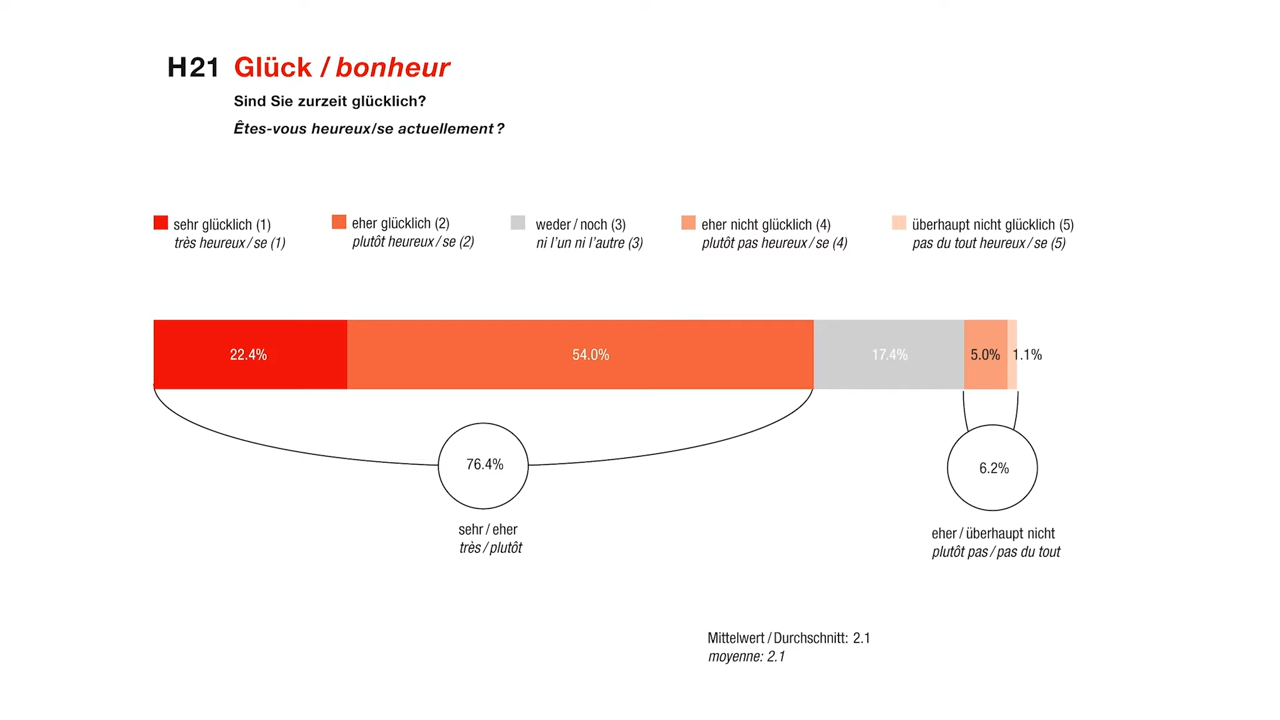 H21 Glück / bonheur
Sind Sie zurzeit glücklich?
Êtes-vous heureux/se actuellement ?
sehr glücklich (1)
très heureux / se (1)
eher glücklich (2)
plutôt heureux / se (2)
weder / noch (3)
ni l'un ni l'autre (3)
eher nicht glücklich (4)
plutôt pas heureux / se (4)
überhaupt nicht glücklich (5)
pas du tout heureux / se (5)
22.4% 54.0% 17.4% 5.0% 1.1%
76.4%
6.2%
sehr / eher
très / plutôt
eher / überhaupt nicht
plutôt pas / pas du tout
Mittelwert / Durchschnitt: 2.1
moyenne: 2.1